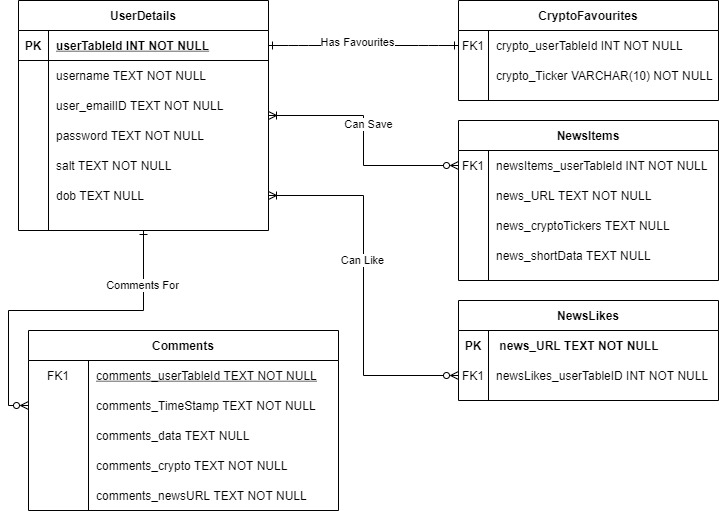 UserDetails
PK userTableId INT NOT NULL
username TEXT NOT NULL
user_emailID TEXT NOT NULL
password TEXT NOT NULL
salt TEXT NOT NULL
dob TEXT NULL
Has Favourites
CryptoFavourites
FK1 crypto_userTableId INT NOT NULL
crypto_Ticker VARCHAR(10) NOT NULL
Can Save
NewsItems
FK1 newsItems_userTableId INT NOT NULL
news_URL TEXT NOT NULL
news_cryptoTickers TEXT NULL
news_shortData TEXT NULL
Can Like
NewsLikes
PK news_URL TEXT NOT NULL
FK1 newsLikes_userTableID INT NOT NULL
Comments For
Comments
FK1 comments_userTableId TEXT NOT NULL
comments_TimeStamp TEXT NOT NULL
comments_data TEXT NULL
comments_crypto TEXT NOT NULL
comments_newsURL TEXT NOT NULL